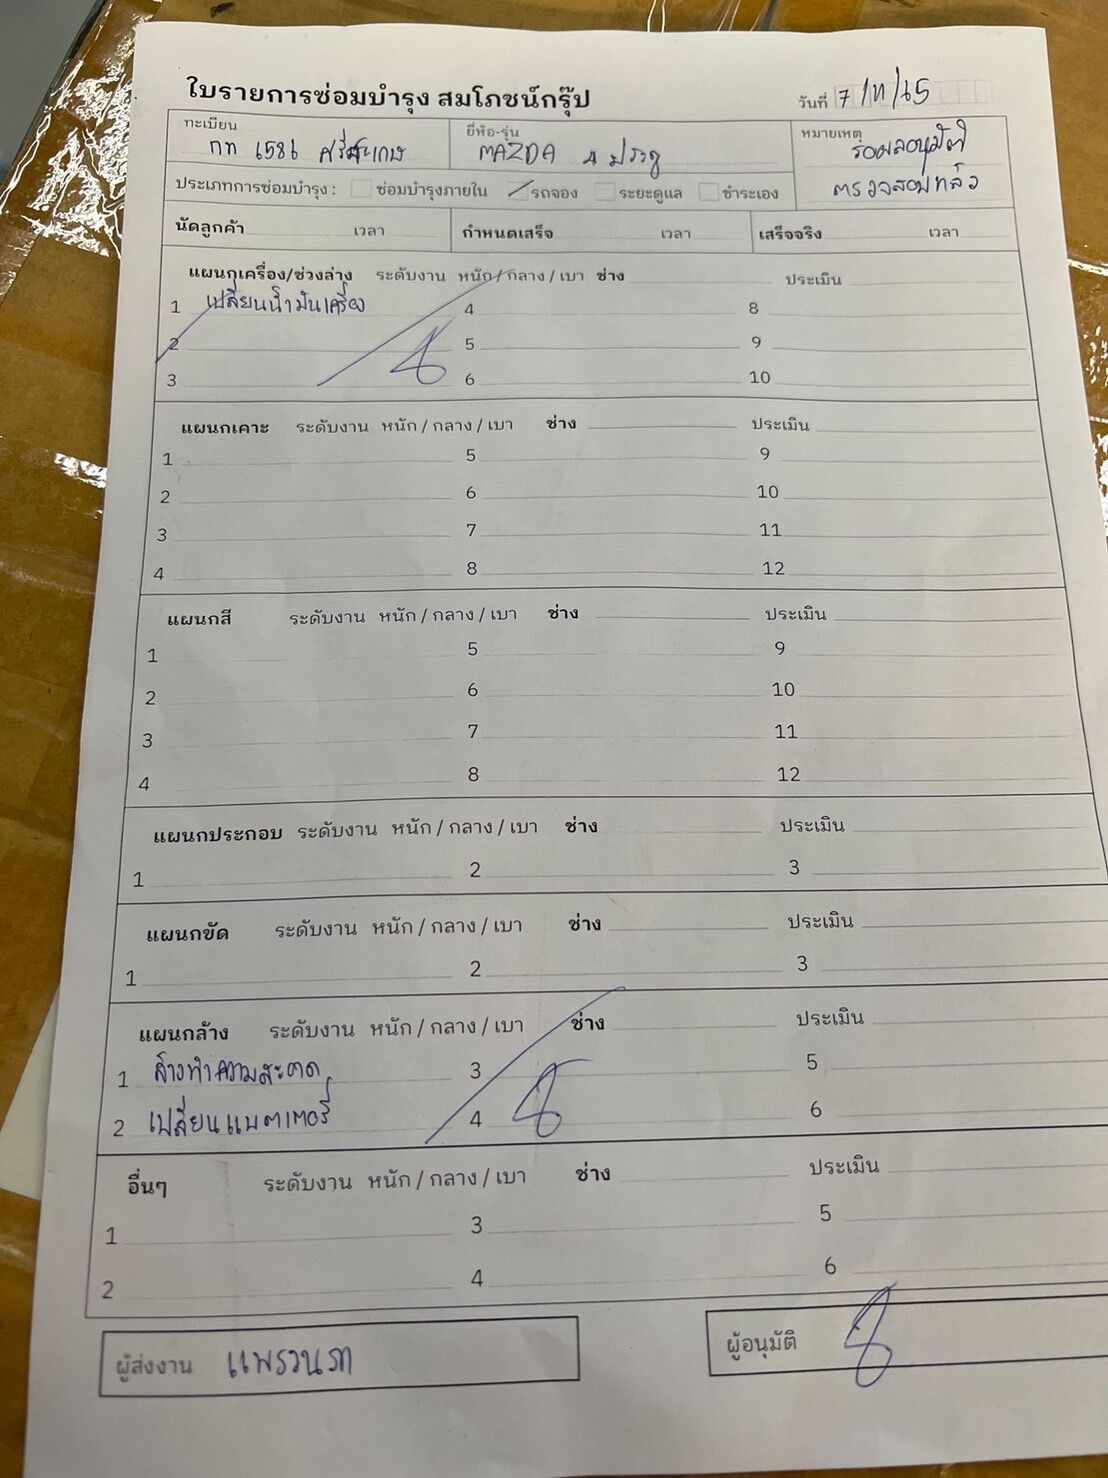 ใบรายการซ่อมบำรุง สมโภชน์กรุ๊ป
วันที่ 7/11/65
ทะเบียน
กท 6586 ศรีสะเกษ
ยี่ห้อ-รุ่น
MAZDA 4 ประตู
หมายเหตุ
รอผลอนุมัติ
ตรวจสอบแล้ว
ประเภทการซ่อมบำรุง : ซ่อมบำรุงภายใน รถจอง ระยะดูแล ชำระเอง
นัดลูกค้า เวลา กำหนดเสร็จ เวลา เสร็จจริง เวลา
แผนกเครื่อง/ช่วงล่าง ระดับงาน หนัก / กลาง / เบา ช่าง ประเมิน
1 เปลี่ยนน้ำมันเครื่อง 4 8
2 5 9
3 6 10
แผนกเคาะ ระดับงาน หนัก / กลาง / เบา ช่าง ประเมิน
1 5 9
2 6 10
3 7 11
4 8 12
แผนกสี ระดับงาน หนัก / กลาง / เบา ช่าง ประเมิน
1 5 9
2 6 10
3 7 11
4 8 12
แผนกประกอบ ระดับงาน หนัก / กลาง / เบา ช่าง ประเมิน
1 2 3
แผนกขัด ระดับงาน หนัก / กลาง / เบา ช่าง ประเมิน
1 2 3
แผนกล้าง ระดับงาน หนัก / กลาง / เบา ช่าง ประเมิน
1 ล้างทำความสะอาด 3 5
2 เปลี่ยนแบตเตอรี่ 4 6
อื่นๆ ระดับงาน หนัก / กลาง / เบา ช่าง ประเมิน
1 3 5
2 4 6
ผู้ส่งงาน แพรวนภา
ผู้อนุมัติ